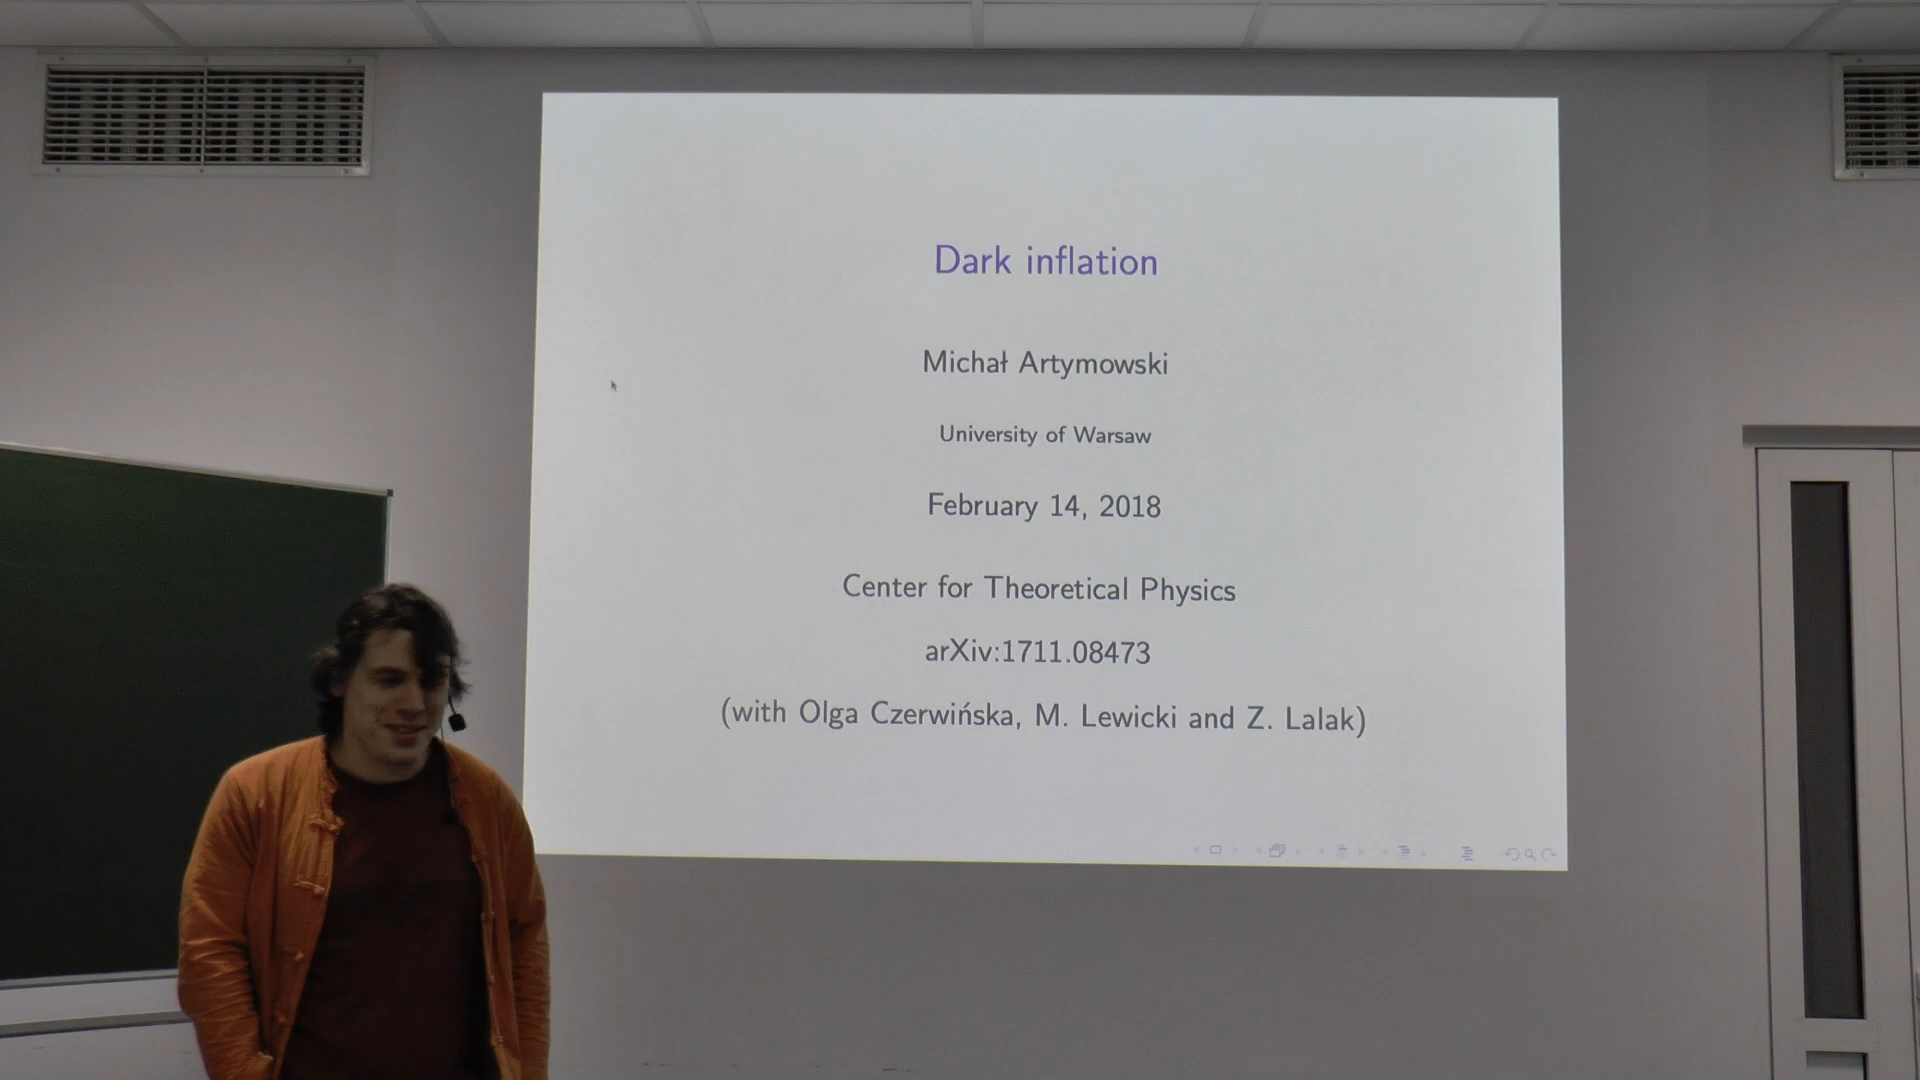 Dark inflation
Michał Artymowski
University of Warsaw
February 14, 2018
Center for Theoretical Physics
arXiv:1711.08473
(with Olga Czerwińska, M. Lewicki and Z. Lalak)